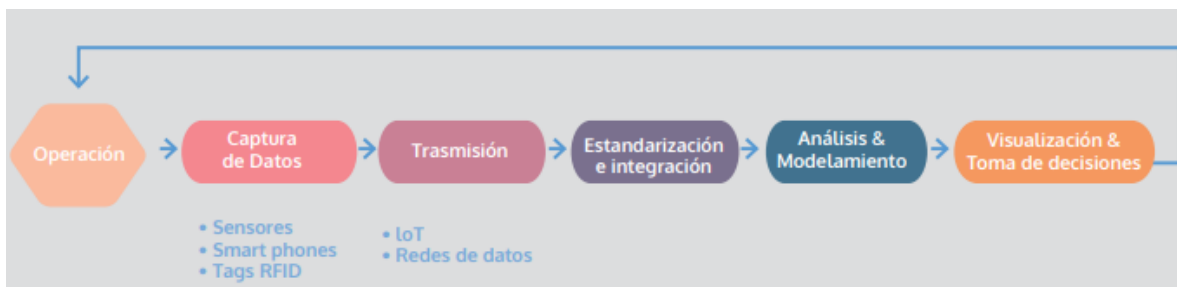 Operación
Captura
de Datos
Trasmisión
Estandarización
e integración
Análisis &
Modelamiento
Visualización &
Toma de decisiones
• Sensores
• Smart phones
• Tags RFID
• IoT
• Redes de datos